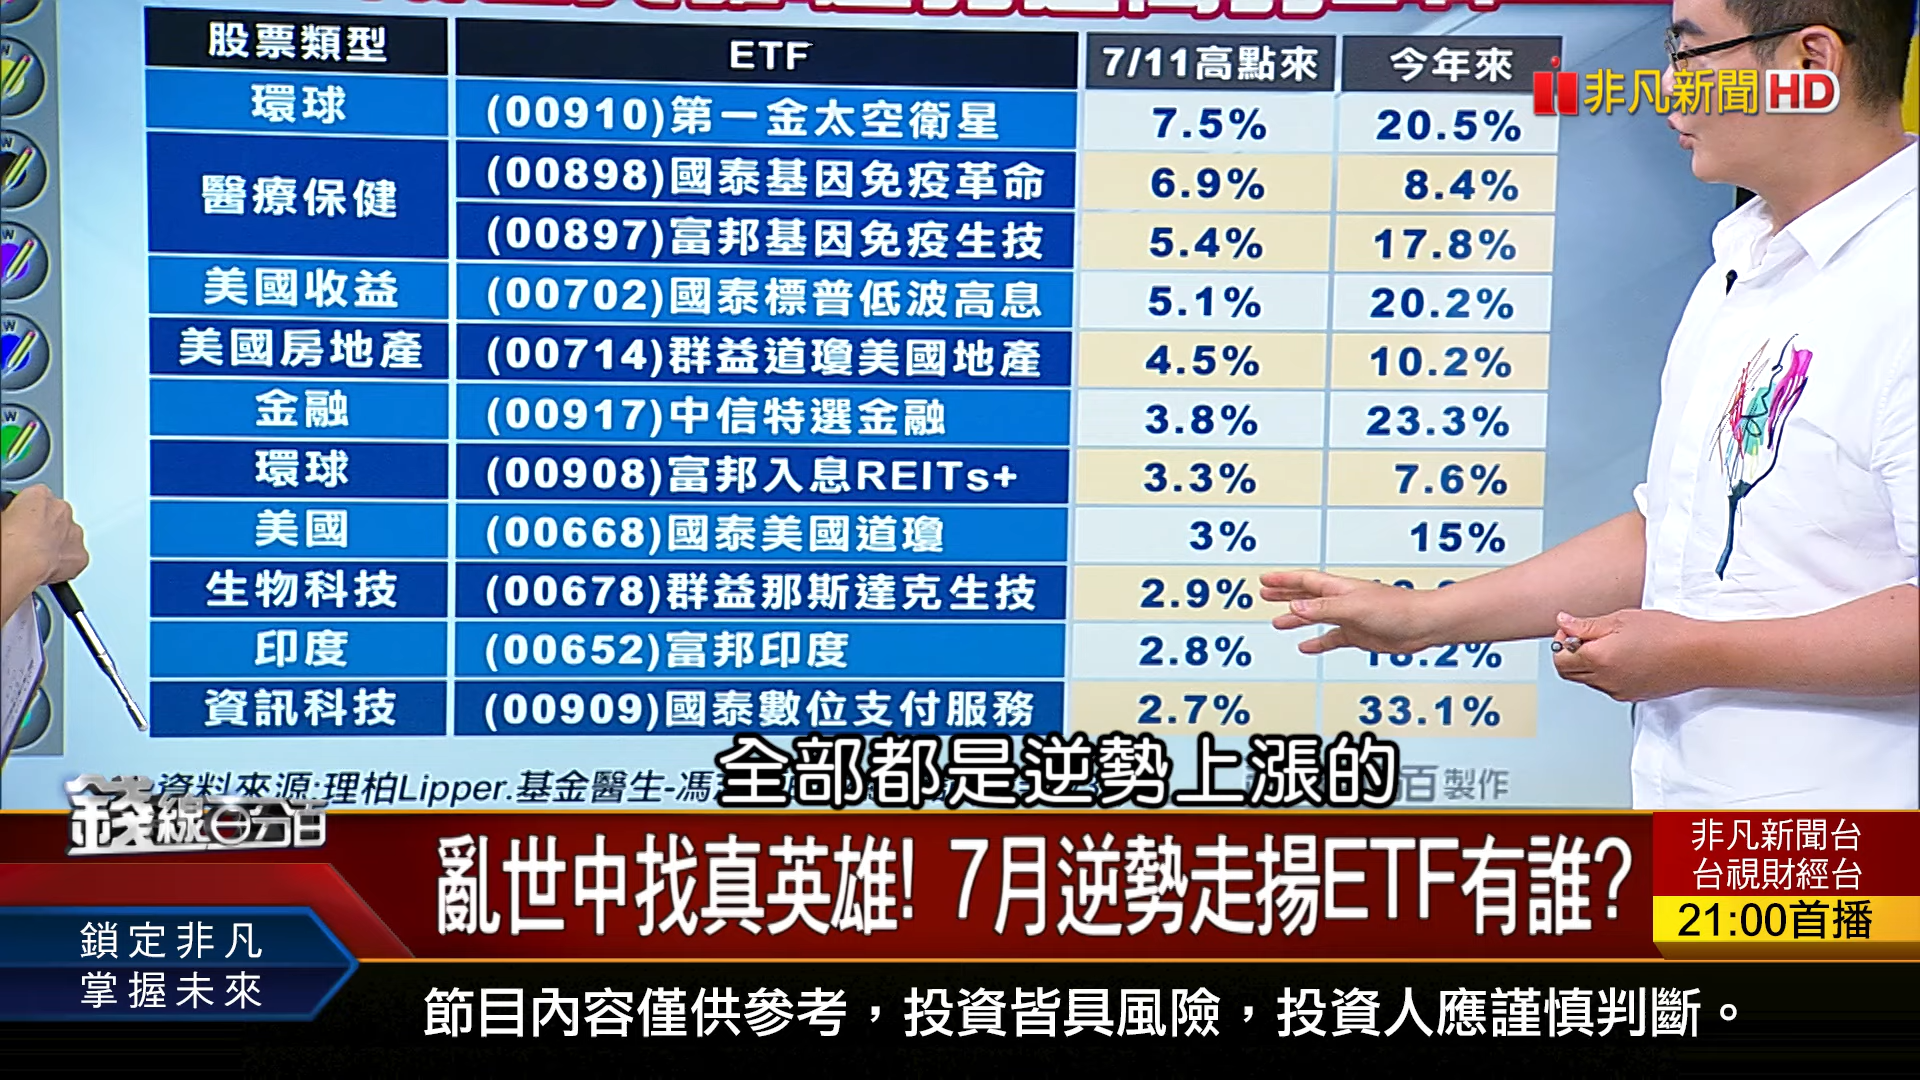 股票類型 ETF 7/11高點來 今年來
環球 (00910)第一金太空衛星 7.5% 20.5%
醫療保健 (00898)國泰基因免疫革命 6.9% 8.4%
(00897)富邦基因免疫生技 5.4% 17.8%
美國收益 (00702)國泰標普低波高息 5.1% 20.2%
美國房地產 (00714)群益道瓊美國地產 4.5% 10.2%
金融 (00917)中信特選金融 3.8% 23.3%
環球 (00908)富邦入息REITs+ 3.3% 7.6%
美國 (00668)國泰美國道瓊 3% 15%
生物科技 (00678)群益那斯達克生技 2.9%
印度 (00652)富邦印度 2.8%
資訊科技 (00909)國泰數位支付服務 2.7% 33.1%
非凡新聞HD
資料來源:理柏Lipper.基金醫生-馮
百製作
全部都是逆勢上漲的
錢線百分百
亂世中找真英雄! 7月逆勢走揚ETF有誰?
非凡新聞台
台視財經台
21:00首播
鎖定非凡
掌握未來
節目內容僅供參考，投資皆具風險，投資人應謹慎判斷。